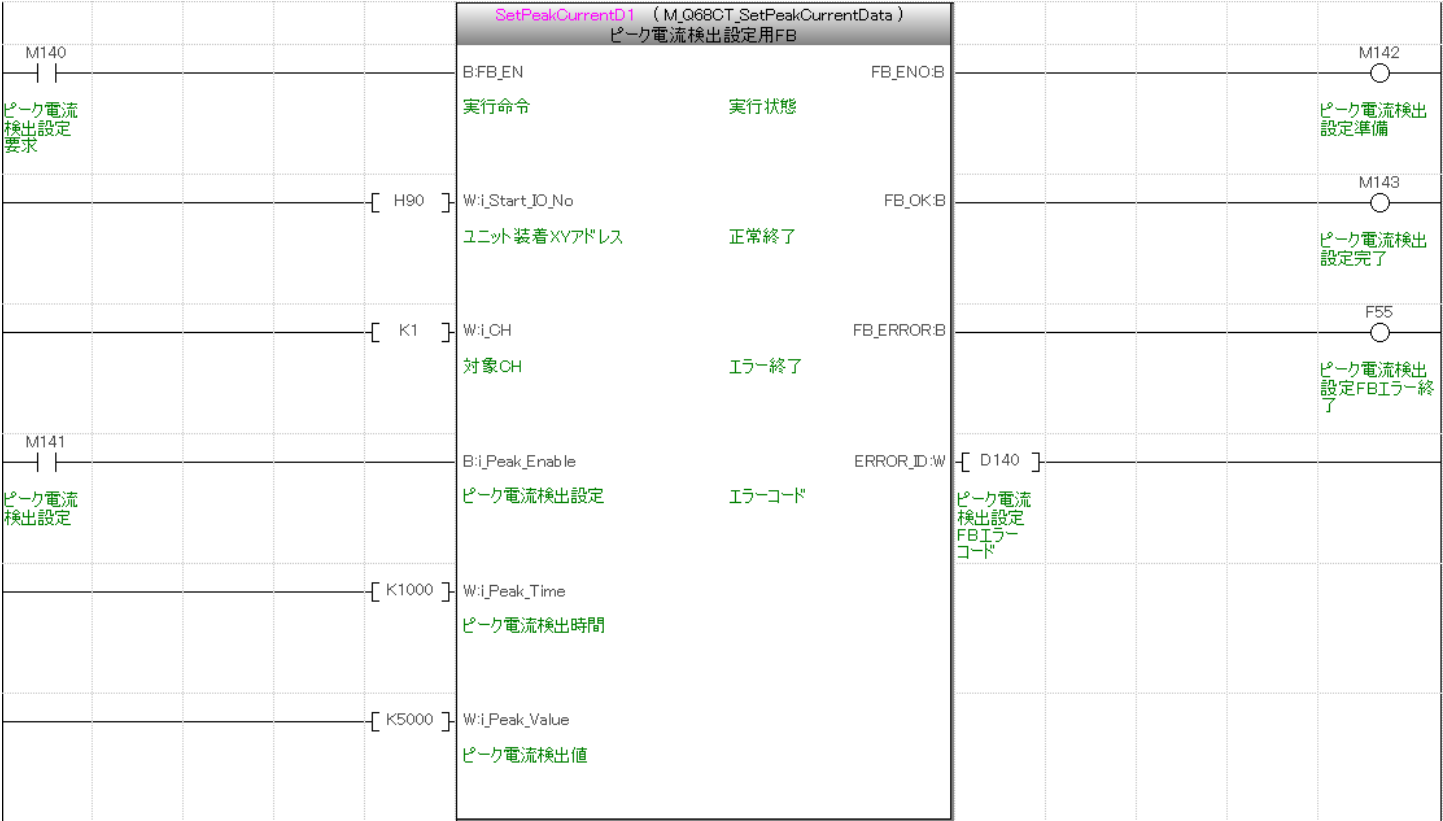 SetPeakCurrentD1 （M_Q68CT_SetPeakCurrentData）
ピーク電流検出設定用FB
M140
B:FB_EN
FB_ENO:B
M142
ピーク電流
検出設定
要求
実行命令
実行状態
ピーク電流検出
設定準備
H90
W:i_Start_IO_No
FB_OK:B
M143
ユニット装着XYアドレス
正常終了
ピーク電流検出
設定完了
K1
W:i_CH
FB_ERROR:B
F55
対象CH
エラー終了
ピーク電流検出
設定FBエラー終
了
M141
B:i_Peak_Enable
ERROR_ID:W
D140
ピーク電流
検出設定
ピーク電流検出設定
エラーコード
ピーク電流
検出設定
FBエラー
コード
K1000
W:i_Peak_Time
ピーク電流検出時間
K5000
W:i_Peak_Value
ピーク電流検出値